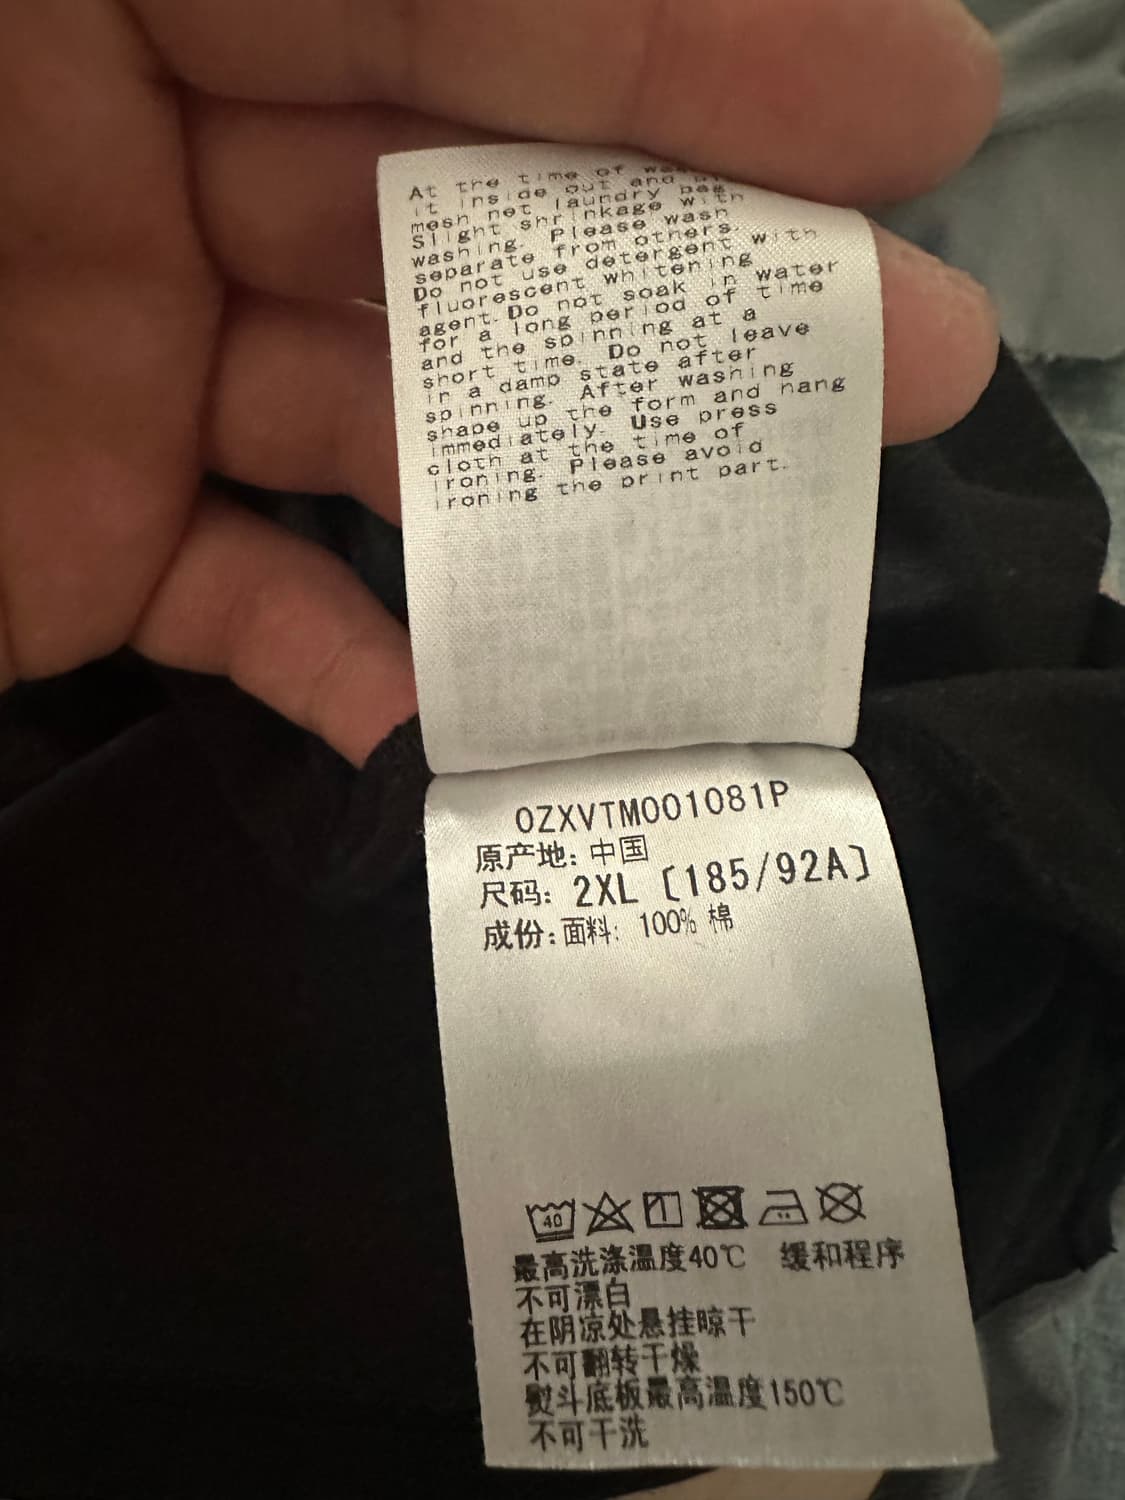 At the time of
it inside out and
mesh net laundry bag
Slight shrinkage with
washing. Please wash
separate from others.
Do not use detergent with
fluorescent whitening
agent. Do not soak in water
for a long period of time
and the spinning at a
short time. Do not leave
in a damp state after
spinning. After washing
shape up the form and hang
immediately. Use press
cloth at the time of
ironing. Please avoid
ironing the print part.
0ZXVTM001081P
原产地: 中国
尺码: 2XL [185/92A]
成份: 面料: 100% 棉
40
最高洗涤温度40℃ 缓和程序
不可漂白
在阴凉处悬挂晾干
不可翻转干燥
熨斗底板最高温度150℃
不可干洗